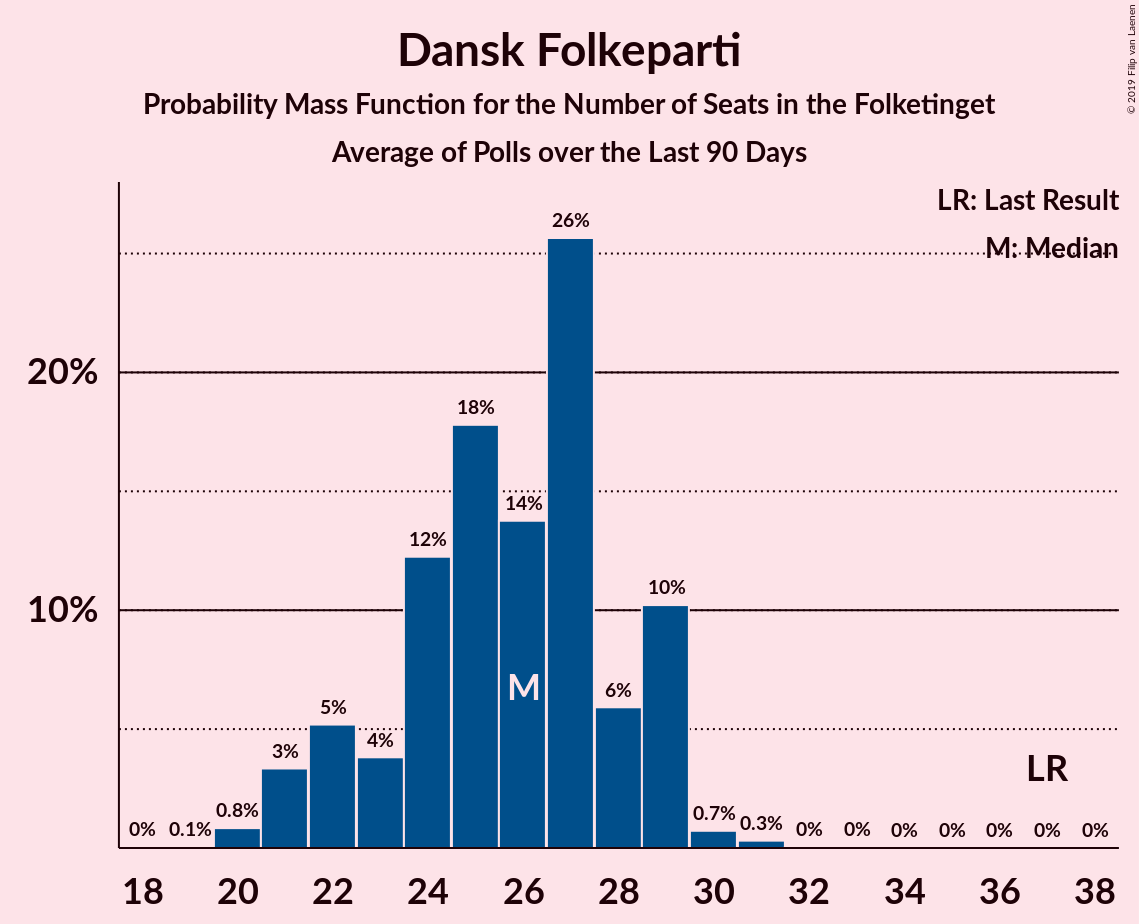 Dansk Folkeparti
Probability Mass Function for the Number of Seats in the Folketinget
Average of Polls over the Last 90 Days
© 2019 Filip van Laenen
LR: Last Result
M: Median
20%
10%
0% 0.1% 0.8% 3% 5% 4% 12% 18% 14% 26% 6% 10% 0.7% 0.3% 0% 0% 0% 0% 0% 0% 0%
M
LR
18 20 22 24 26 28 30 32 34 36 38